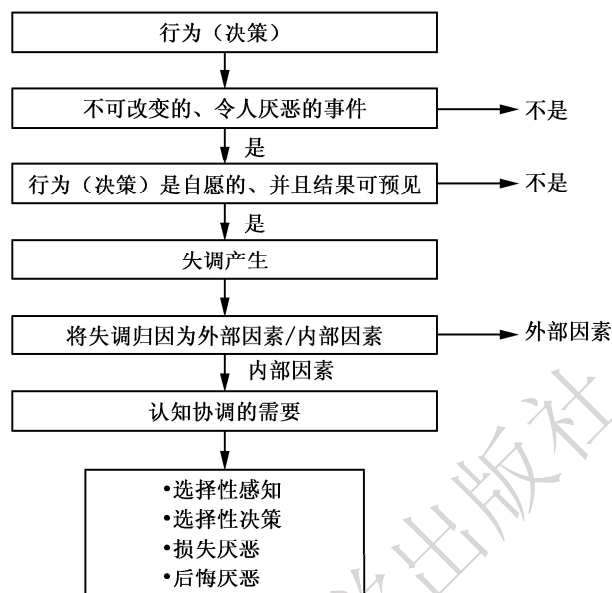 行为（决策）
不可改变的、令人厌恶的事件
不是
是
行为（决策）是自愿的、并且结果可预见
不是
是
失调产生
将失调归因为外部因素/内部因素
外部因素
内部因素
认知协调的需要
•选择性感知
•选择性决策
•损失厌恶
•后悔厌恶
出版社